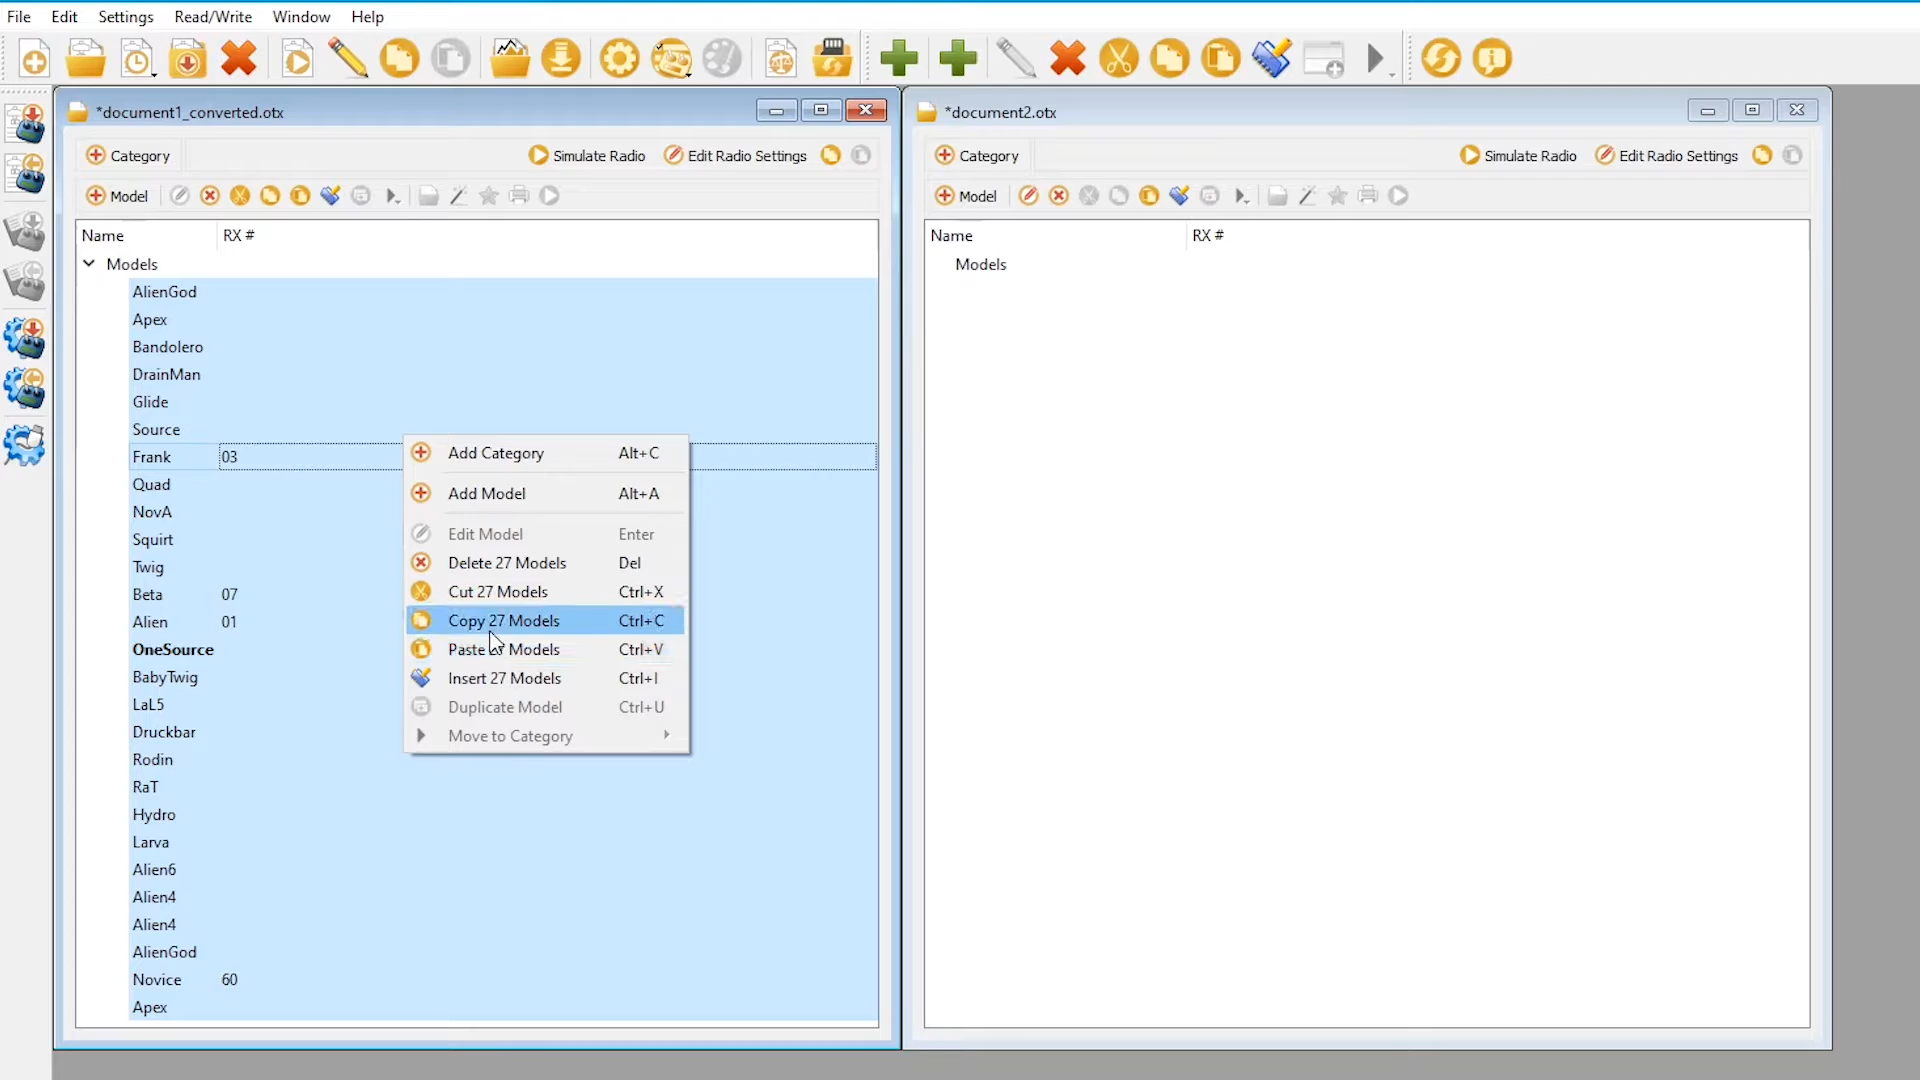 File Edit Settings Read/Write Window Help
*document1_converted.otx
Category Simulate Radio Edit Radio Settings
Model
Name RX #
Models
AlienGod
Apex
Bandolero
DrainMan
Glide
Source
Frank 03
Quad
NovA
Squirt
Twig
Beta 07
Alien 01
OneSource
BabyTwig
LaL5
Druckbar
Rodin
RaT
Hydro
Larva
Alien6
Alien4
Alien4
AlienGod
Novice 60
Apex
Add Category Alt+C
Add Model Alt+A
Edit Model Enter
Delete 27 Models Del
Cut 27 Models Ctrl+X
Copy 27 Models Ctrl+C
Paste 27 Models Ctrl+V
Insert 27 Models Ctrl+I
Duplicate Model Ctrl+U
Move to Category
*document2.otx
Category Simulate Radio Edit Radio Settings
Model
Name RX #
Models